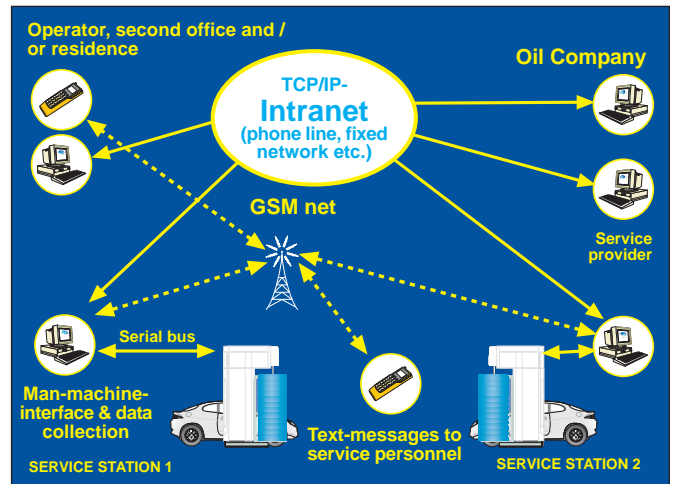 Operator, second office and /
or residence
Oil Company
TCP/IP-
Intranet
(phone line, fixed
network etc.)
GSM net
Service
provider
Serial bus
Man-machine-
interface & data
collection
Text-messages to
service personnel
SERVICE STATION 1
SERVICE STATION 2